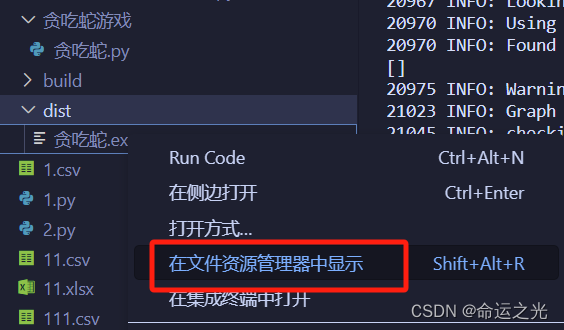 贪吃蛇游戏
贪吃蛇.py
build
dist
贪吃蛇.ex
1.csv
1.py
2.py
11.csv
11.xlsx
111.csv
20967 INFO: Lookin
20970 INFO: Using
20970 INFO: Found
[]
20975 INFO: Warnin
21023 INFO: Graph
21045 INFO: checki
Run Code Ctrl+Alt+N
在侧边打开 Ctrl+Enter
打开方式...
在文件资源管理器中显示 Shift+Alt+R
在集成终端中打开
CSDN @命运之光